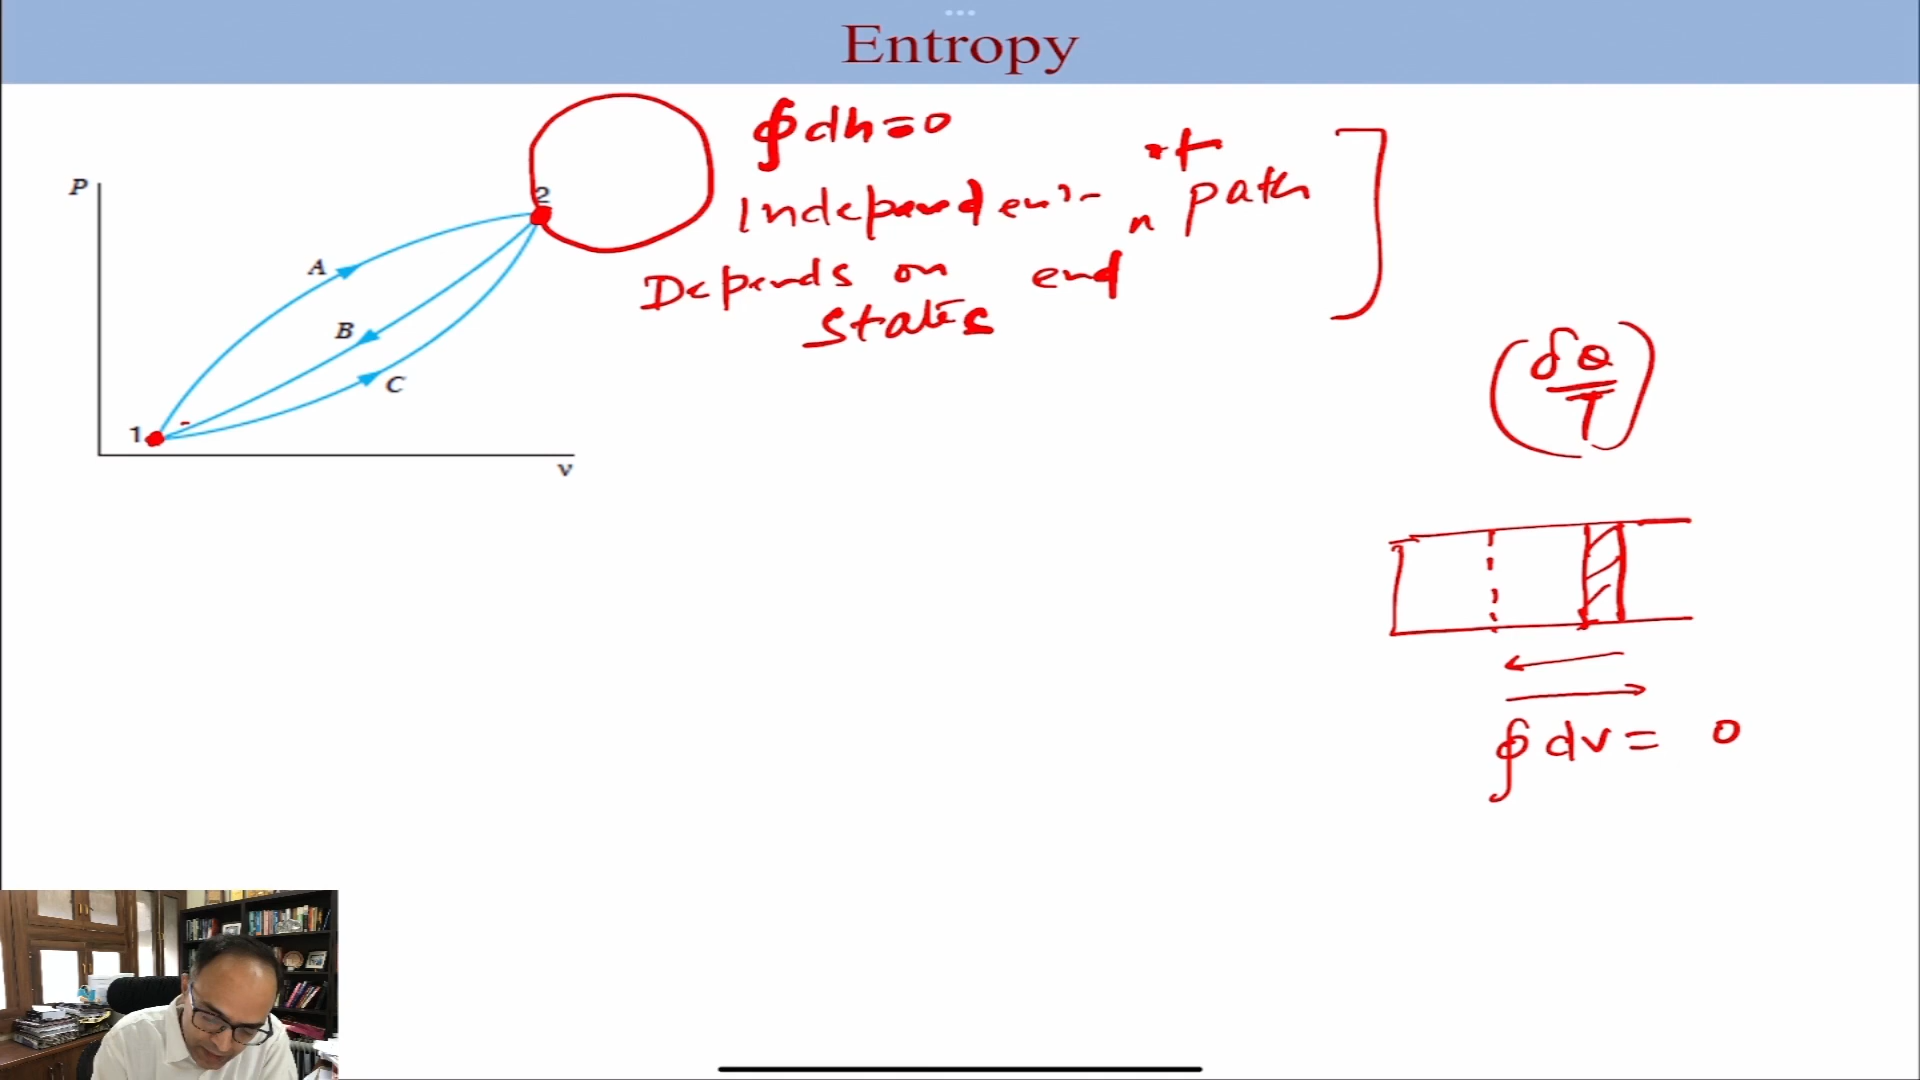 Entropy
P
2
A
B
C
1
v
∮dh=0
Independent of path
Depends on end
states
(δQ/T)
∮dv= 0